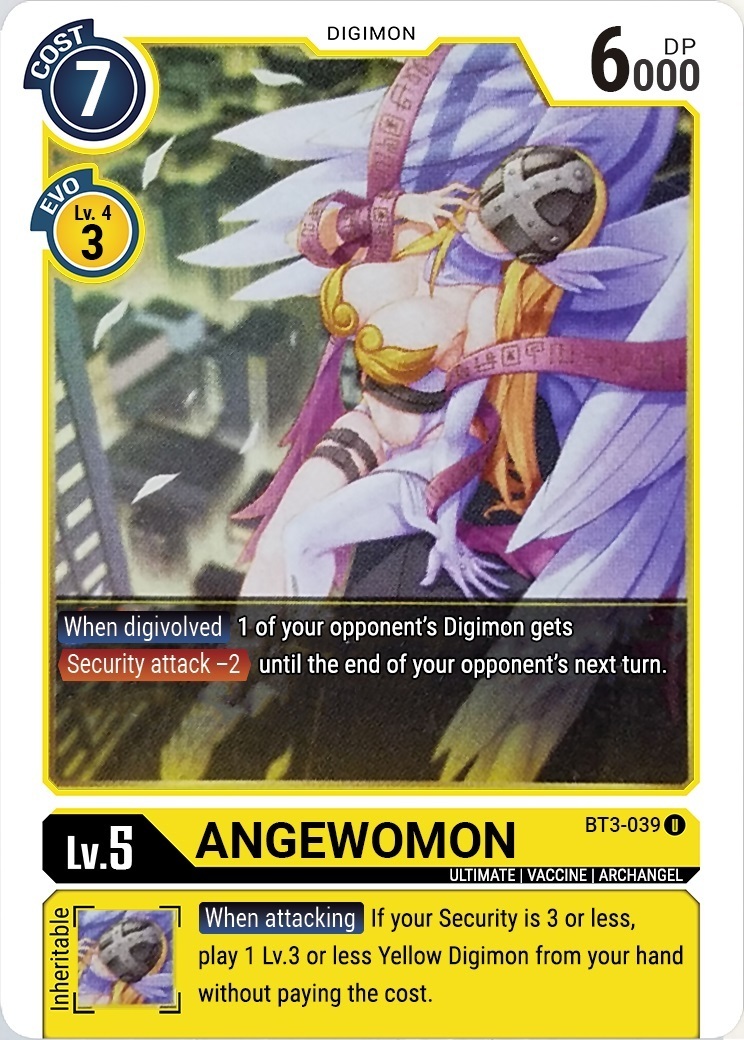 DIGIMON
COST
7
DP
6000
EVO
Lv. 4
3
When digivolved 1 of your opponent's Digimon gets
Security attack –2 until the end of your opponent's next turn.
Lv.5
ANGEWOMON
BT3-039 U
ULTIMATE | VACCINE | ARCHANGEL
Inheritable
When attacking If your Security is 3 or less,
play 1 Lv.3 or less Yellow Digimon from your hand
without paying the cost.